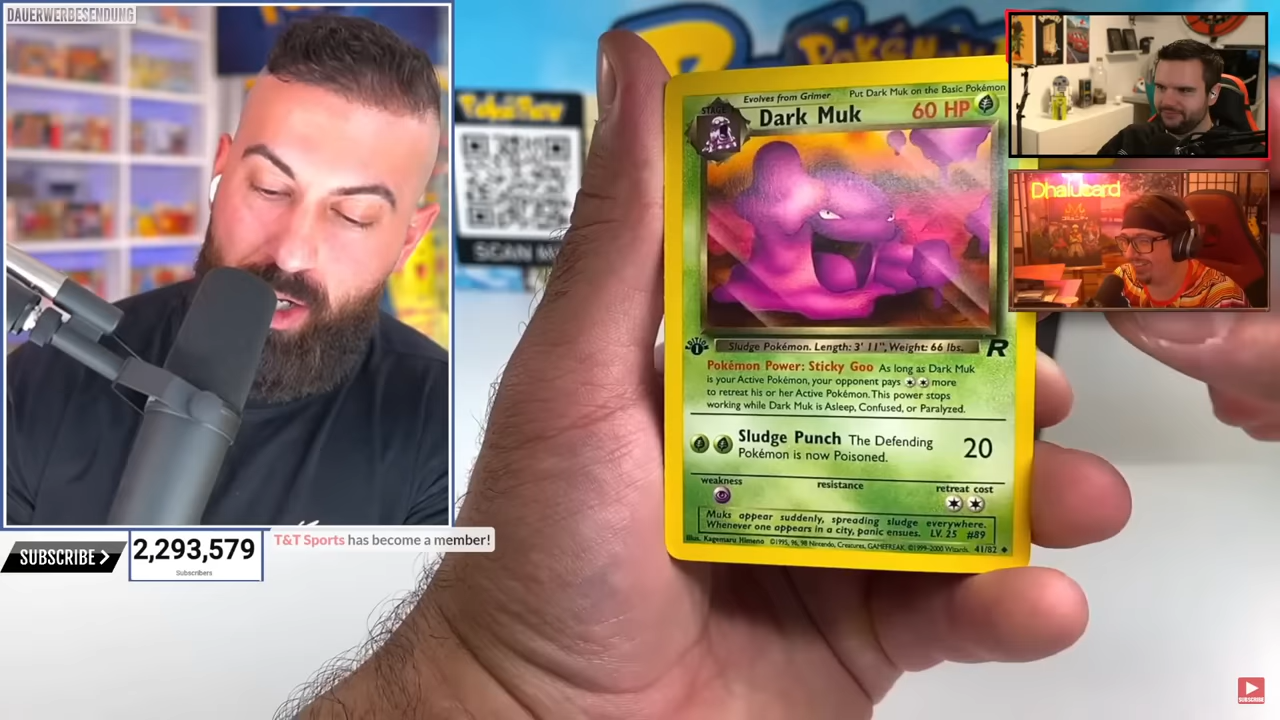 DAUERWERBESENDUNG
SCAN M
Pokémon
Evolves from Grimer Put Dark Muk on the Basic Pokémon
STAGE
Dark Muk 60 HP
EDITION 1
Sludge Pokémon. Length: 3' 11", Weight: 66 lbs. R
Pokémon Power: Sticky Goo As long as Dark Muk
is your Active Pokémon, your opponent pays more
to retreat his or her Active Pokémon. This power stops
working while Dark Muk is Asleep, Confused, or Paralyzed.
Sludge Punch The Defending 20
Pokémon is now Poisoned.
weakness resistance retreat cost
Muks appear suddenly, spreading sludge everywhere.
Whenever one appears in a city, panic ensues. LV. 25 #89
Illus. Kagemaru Himeno ©1995, 96, 98 Nintendo, Creatures, GAMEFREAK. ©1999-2000 Wizards. 41/82
Dhalucard
SUBSCRIBE >
2,293,579
Subscribers
T&T Sports has become a member!
SUBSCRIBE